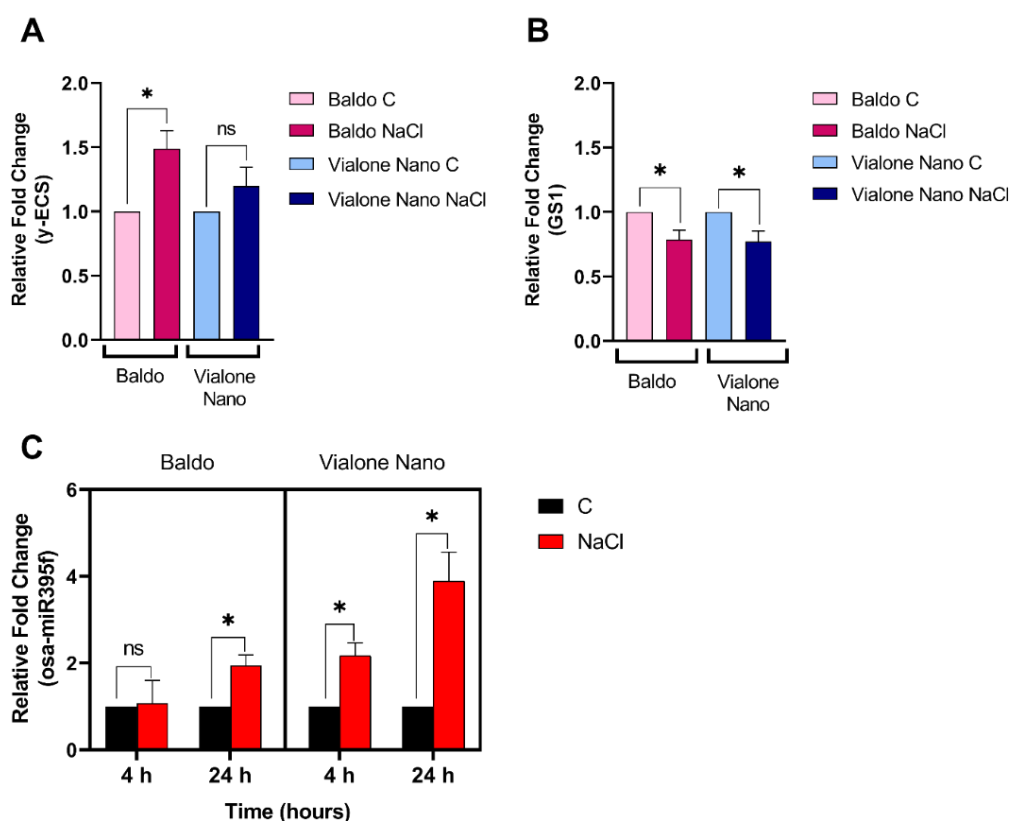 A
Relative Fold Change
(y-ECS)
2.0
1.5
1.0
0.5
0.0
*
ns
Baldo
Vialone
Nano
Baldo C
Baldo NaCl
Vialone Nano C
Vialone Nano NaCl
B
Relative Fold Change
(GS1)
2.0
1.5
1.0
0.5
0.0
*
*
Baldo
Vialone
Nano
Baldo C
Baldo NaCl
Vialone Nano C
Vialone Nano NaCl
C
Baldo
Vialone Nano
Relative Fold Change
(osa-miR395f)
6
4
2
0
ns
*
*
*
4 h
24 h
4 h
24 h
Time (hours)
C
NaCl